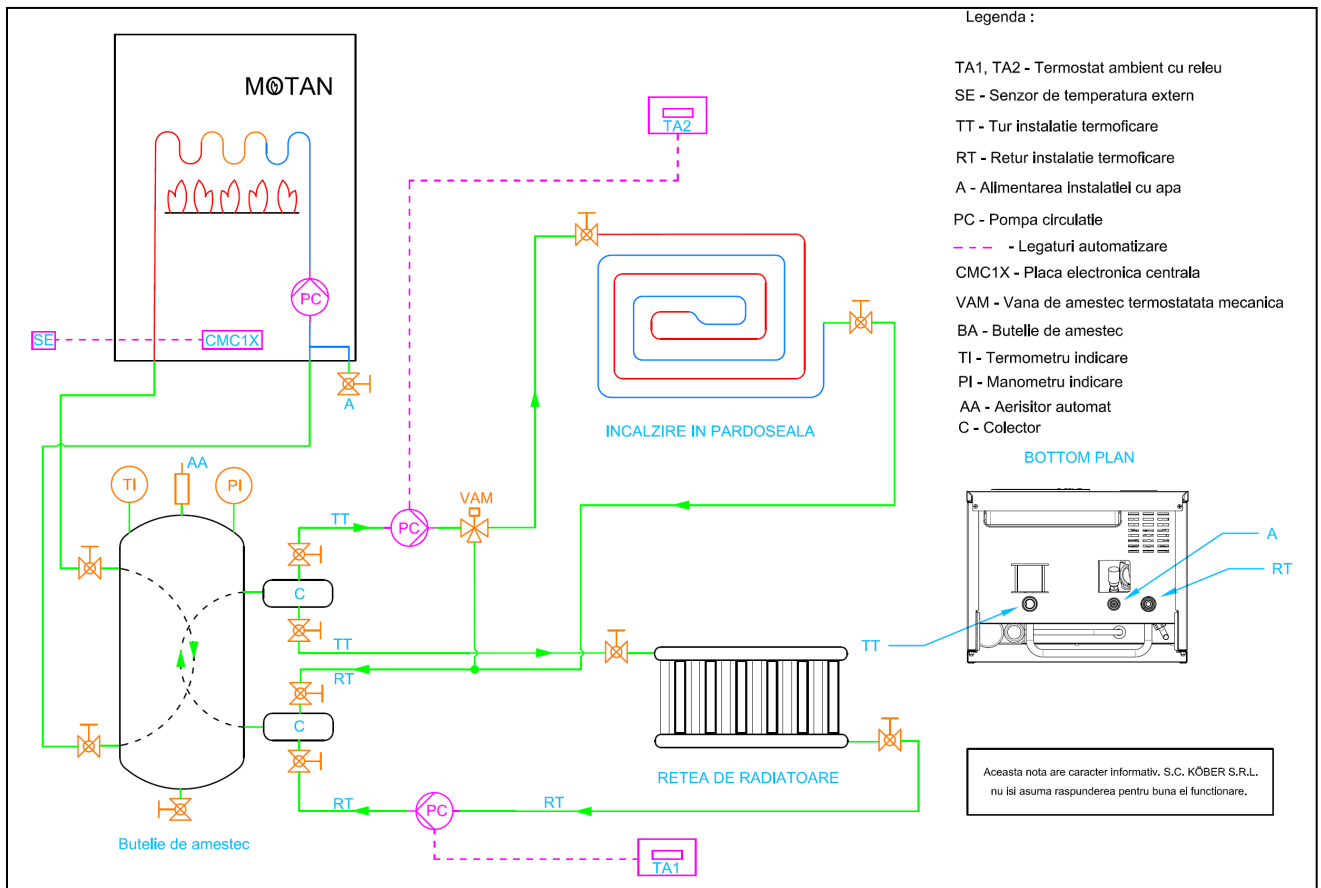 Legenda :
TA1, TA2 - Termostat ambient cu releu
SE - Senzor de temperatura extern
TT - Tur instalatie termoficare
RT - Retur instalatie termoficare
A - Alimentarea instalatiei cu apa
PC - Pompa circulatie
- Legaturi automatizare
CMC1X - Placa electronica centrala
VAM - Vana de amestec termostatata mecanica
BA - Butelie de amestec
TI - Termometru indicare
PI - Manometru indicare
AA - Aerisitor automat
C - Colector
MOTAN
TA2
PC
SE
CMC1X
A
INCALZIRE IN PARDOSEALA
BOTTOM PLAN
AA
TI
PI
VAM
TT
PC
C
TT
RT
C
RETEA DE RADIATOARE
RT
PC
RT
TA1
Butelie de amestec
A
RT
TT
Aceasta nota are caracter informativ. S.C. KÖBER S.R.L.
nu isi asuma raspunderea pentru buna ei functionare.